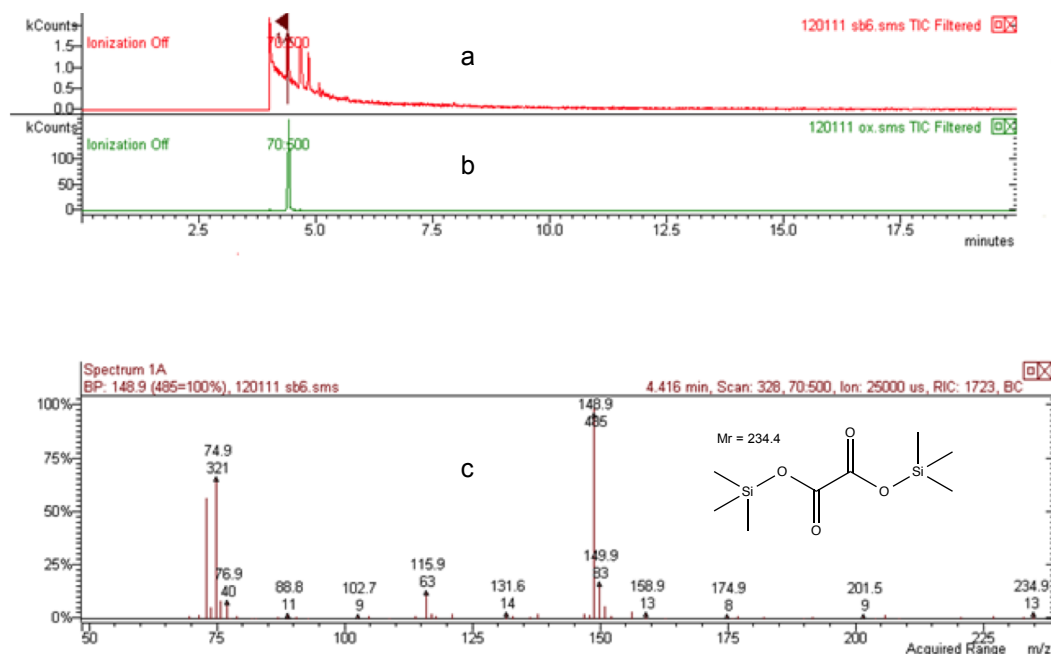 kCounts
1.5
1.0
0.5
0.0
Ionization Off
70:500
120111 sb6.sms TIC Filtered
a
kCounts
100
50
0
Ionization Off
70:500
120111 ox.sms TIC Filtered
b
2.5 5.0 7.5 10.0 12.5 15.0 17.5
minutes
Spectrum 1A
BP: 148.9 (485=100%), 120111 sb6.sms
4.416 min, Scan: 328, 70:500, Ion: 25000 us, RIC: 1723, BC
100%
75%
50%
25%
0%
c
148.9
485
Mr = 234.4
O
O
Si
Si
O
O
74.9
321
149.9
83
115.9
63
76.9
40
88.8
11
102.7
9
131.6
14
158.9
13
174.9
8
201.5
9
234.9
13
50 75 100 125 150 175 200 225
Acquired Range m/z